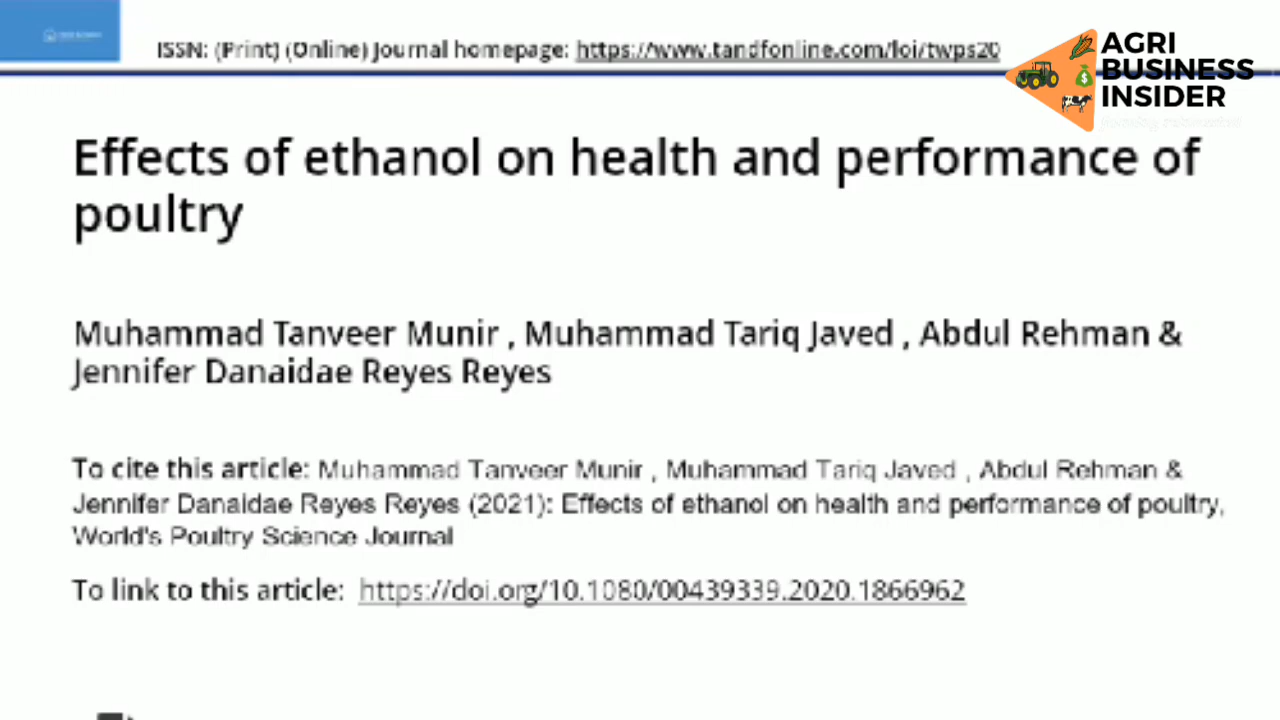 ISSN: (Print) (Online) Journal homepage: https://www.tandfonline.com/loi/twps20
AGRI
BUSINESS
INSIDER
Effects of ethanol on health and performance of
poultry
Muhammad Tanveer Munir , Muhammad Tariq Javed , Abdul Rehman &
Jennifer Danaidae Reyes Reyes
To cite this article: Muhammad Tanveer Munir , Muhammad Tariq Javed , Abdul Rehman &
Jennifer Danaidae Reyes Reyes (2021): Effects of ethanol on health and performance of poultry,
World's Poultry Science Journal
To link to this article: https://doi.org/10.1080/00439339.2020.1866962